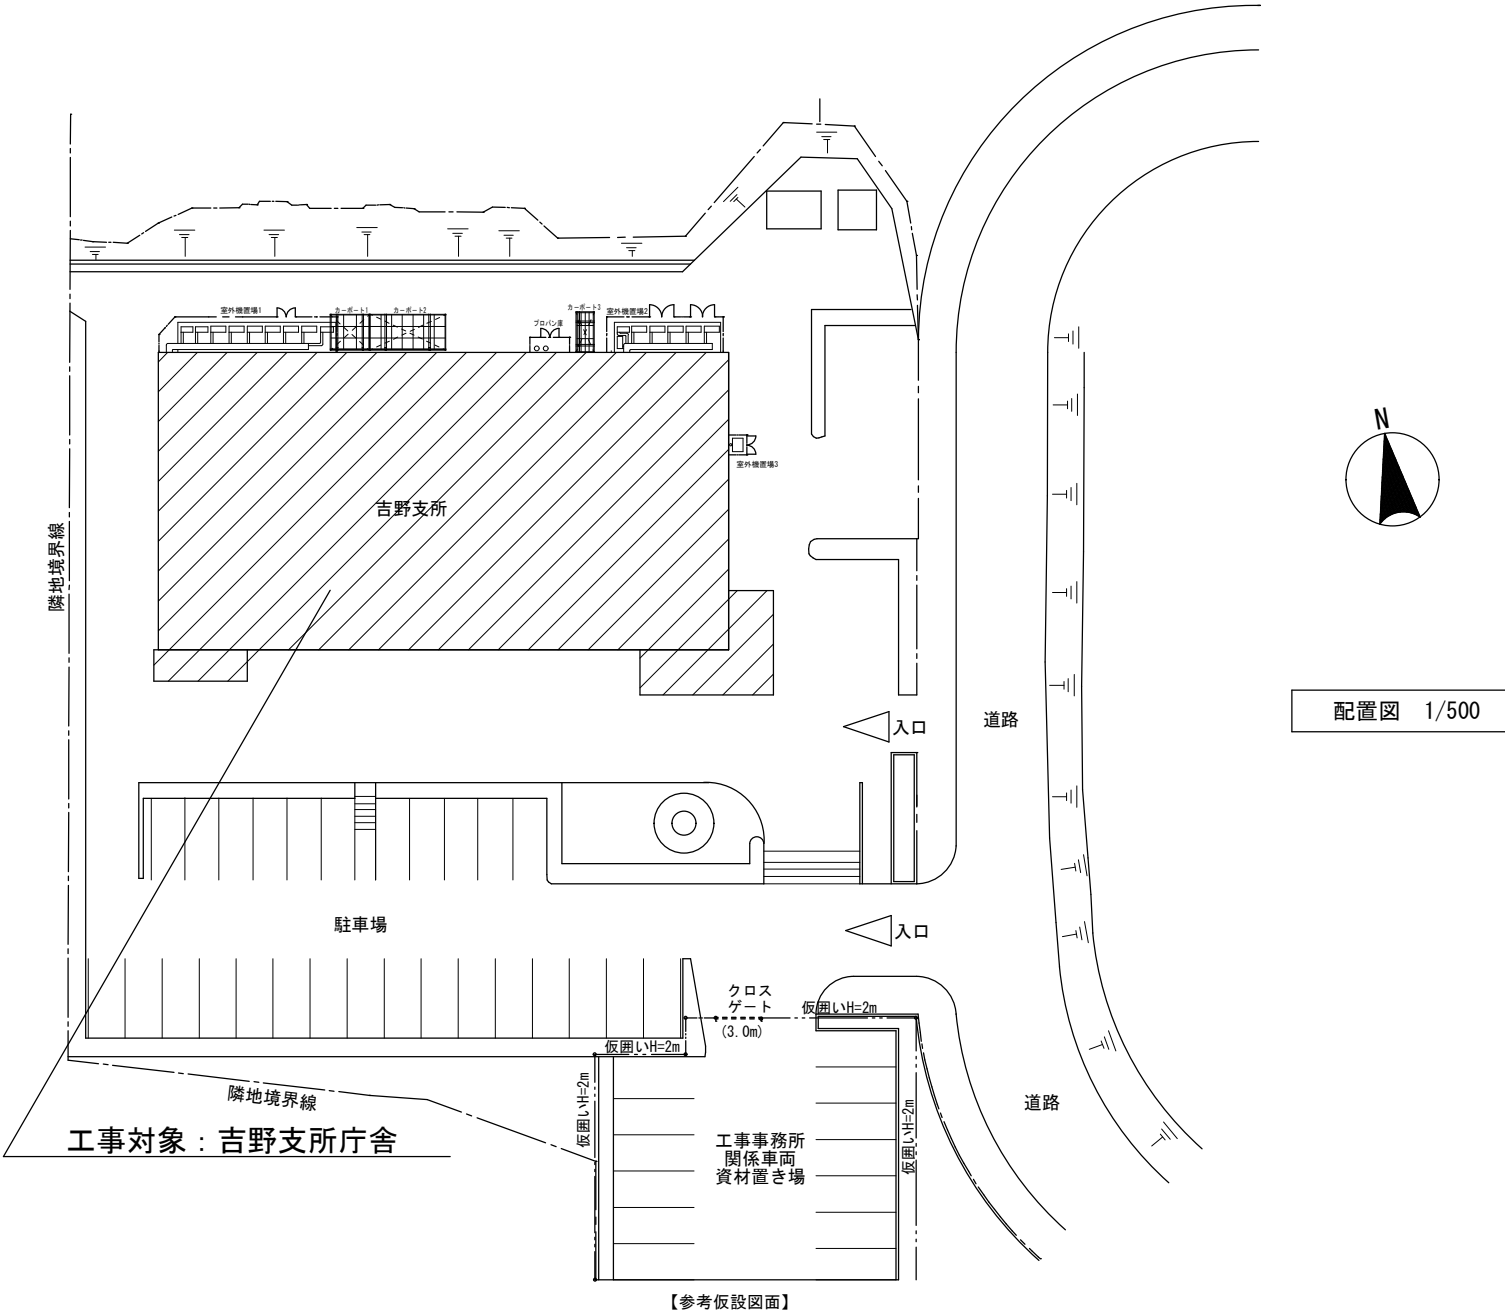 室外機置場1
カーポート1
カーポート2
プロパン庫
カーポート3
室外機置場2
室外機置場3
吉野支所
隣地境界線
N
配置図 1/500
入口
道路
駐車場
入口
クロス
ゲート
(3.0m)
仮囲いH=2m
仮囲いH=2m
仮囲いH=2m
仮囲いH=2m
隣地境界線
道路
工事対象：吉野支所庁舎
工事事務所
関係車両
資材置き場
【参考仮設図面】